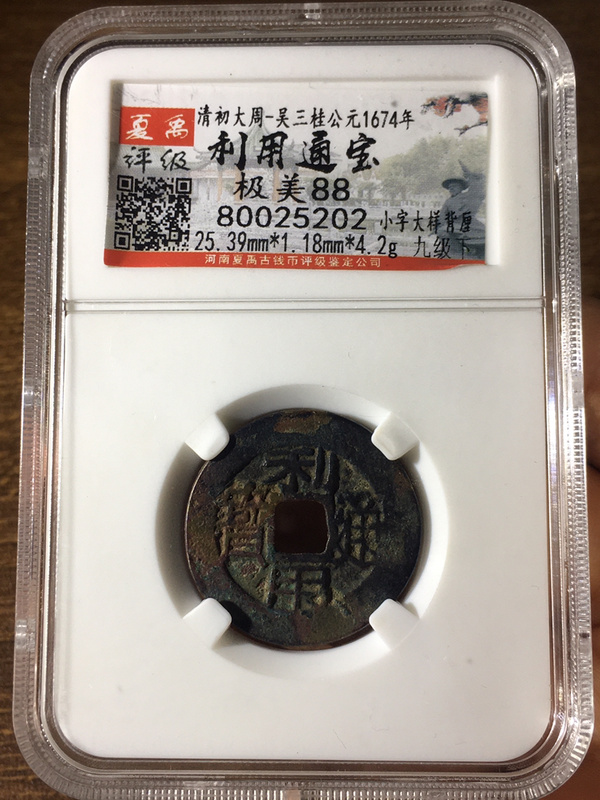 夏禹
评级
清初大周-吴三桂公元1674年
利用通宝
极美88
80025202 小字大样背厘
25.39mm*1.18mm*4.2g 九级下
河南夏禹古钱币评级鉴定公司
利
寳 通
用